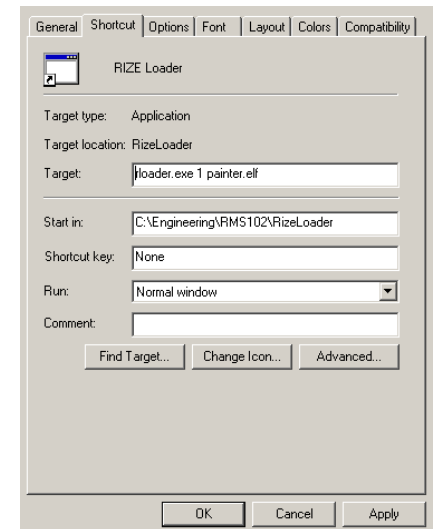 General Shortcut Options Font Layout Colors Compatibility
RIZE Loader
Target type: Application
Target location: RizeLoader
Target: rloader.exe 1 painter.elf
Start in: C:\Engineering\RMS102\RizeLoader
Shortcut key: None
Run: Normal window
Comment:
Find Target... Change Icon... Advanced...
OK Cancel Apply